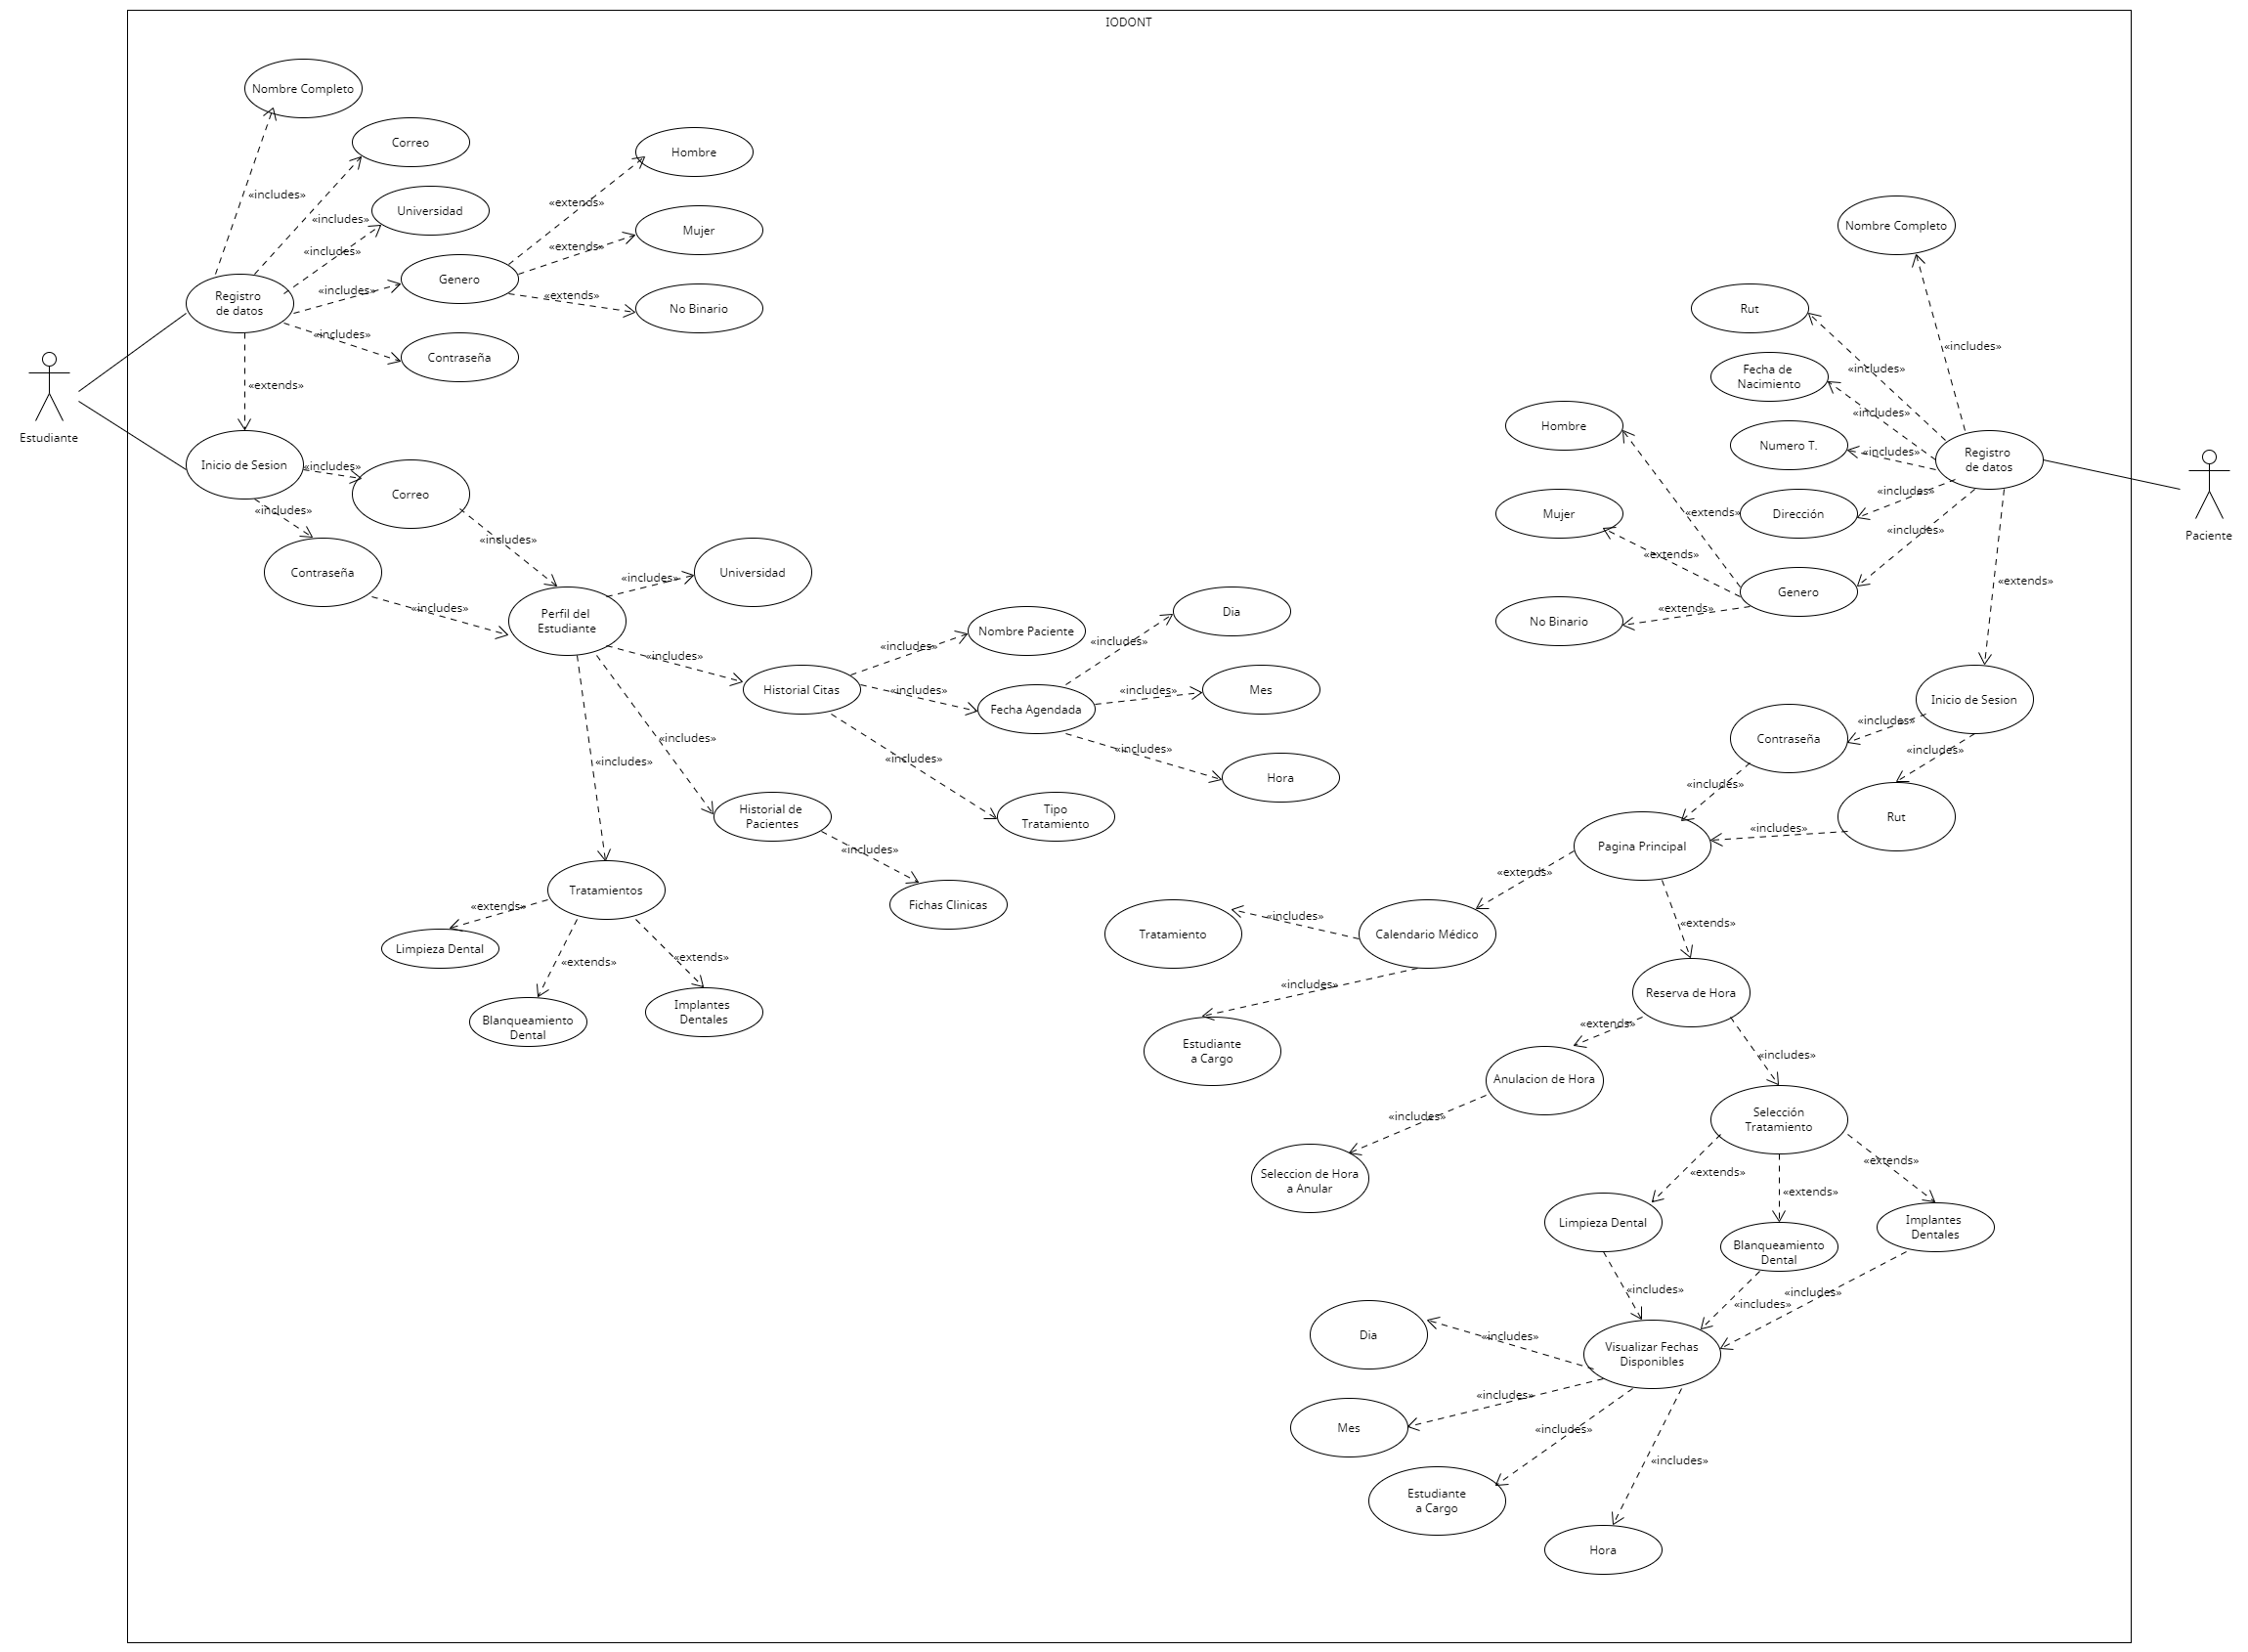 IODONT
Nombre Completo
Correo
«includes»
Hombre
«extends»
Universidad
«includes»
«includes»
Mujer
«extends»
Genero
«includes»
Registro
de datos
«extends»
No Binario
«includes»
Contraseña
«extends»
Estudiante
Inicio de Sesion
«includes»
Correo
«includes»
«includes»
Contraseña
«includes»
Universidad
«includes»
Perfil del
Estudiante
«includes»
Historial Citas
«includes»
Nombre Paciente
«includes»
Fecha Agendada
«includes»
Dia
«includes»
Mes
«includes»
Hora
«includes»
Tipo
Tratamiento
«includes»
«includes»
Historial de
Pacientes
«includes»
Fichas Clinicas
Tratamientos
«extends»
Limpieza Dental
«extends»
Blanqueamiento
Dental
«extends»
Implantes
Dentales
Nombre Completo
Rut
«includes»
Fecha de
Nacimiento
«includes»
«includes»
Hombre
Numero T.
«includes»
Registro
de datos
Paciente
Mujer
«extends»
Dirección
«includes»
«includes»
«extends»
Genero
«extends»
No Binario
«extends»
Inicio de Sesion
Contraseña
«includes»
«includes»
«includes»
Rut
«includes»
Pagina Principal
«extends»
Calendario Médico
«includes»
Tratamiento
«includes»
Estudiante
a Cargo
«extends»
Reserva de Hora
«extends»
Anulacion de Hora
«includes»
Seleccion de Hora
a Anular
«includes»
Selección
Tratamiento
«extends»
«extends»
«extends»
Limpieza Dental
Blanqueamiento
Dental
Implantes
Dentales
«includes»
«includes»
«includes»
Visualizar Fechas
Disponibles
Dia
«includes»
Mes
«includes»
«includes»
Estudiante
a Cargo
«includes»
Hora